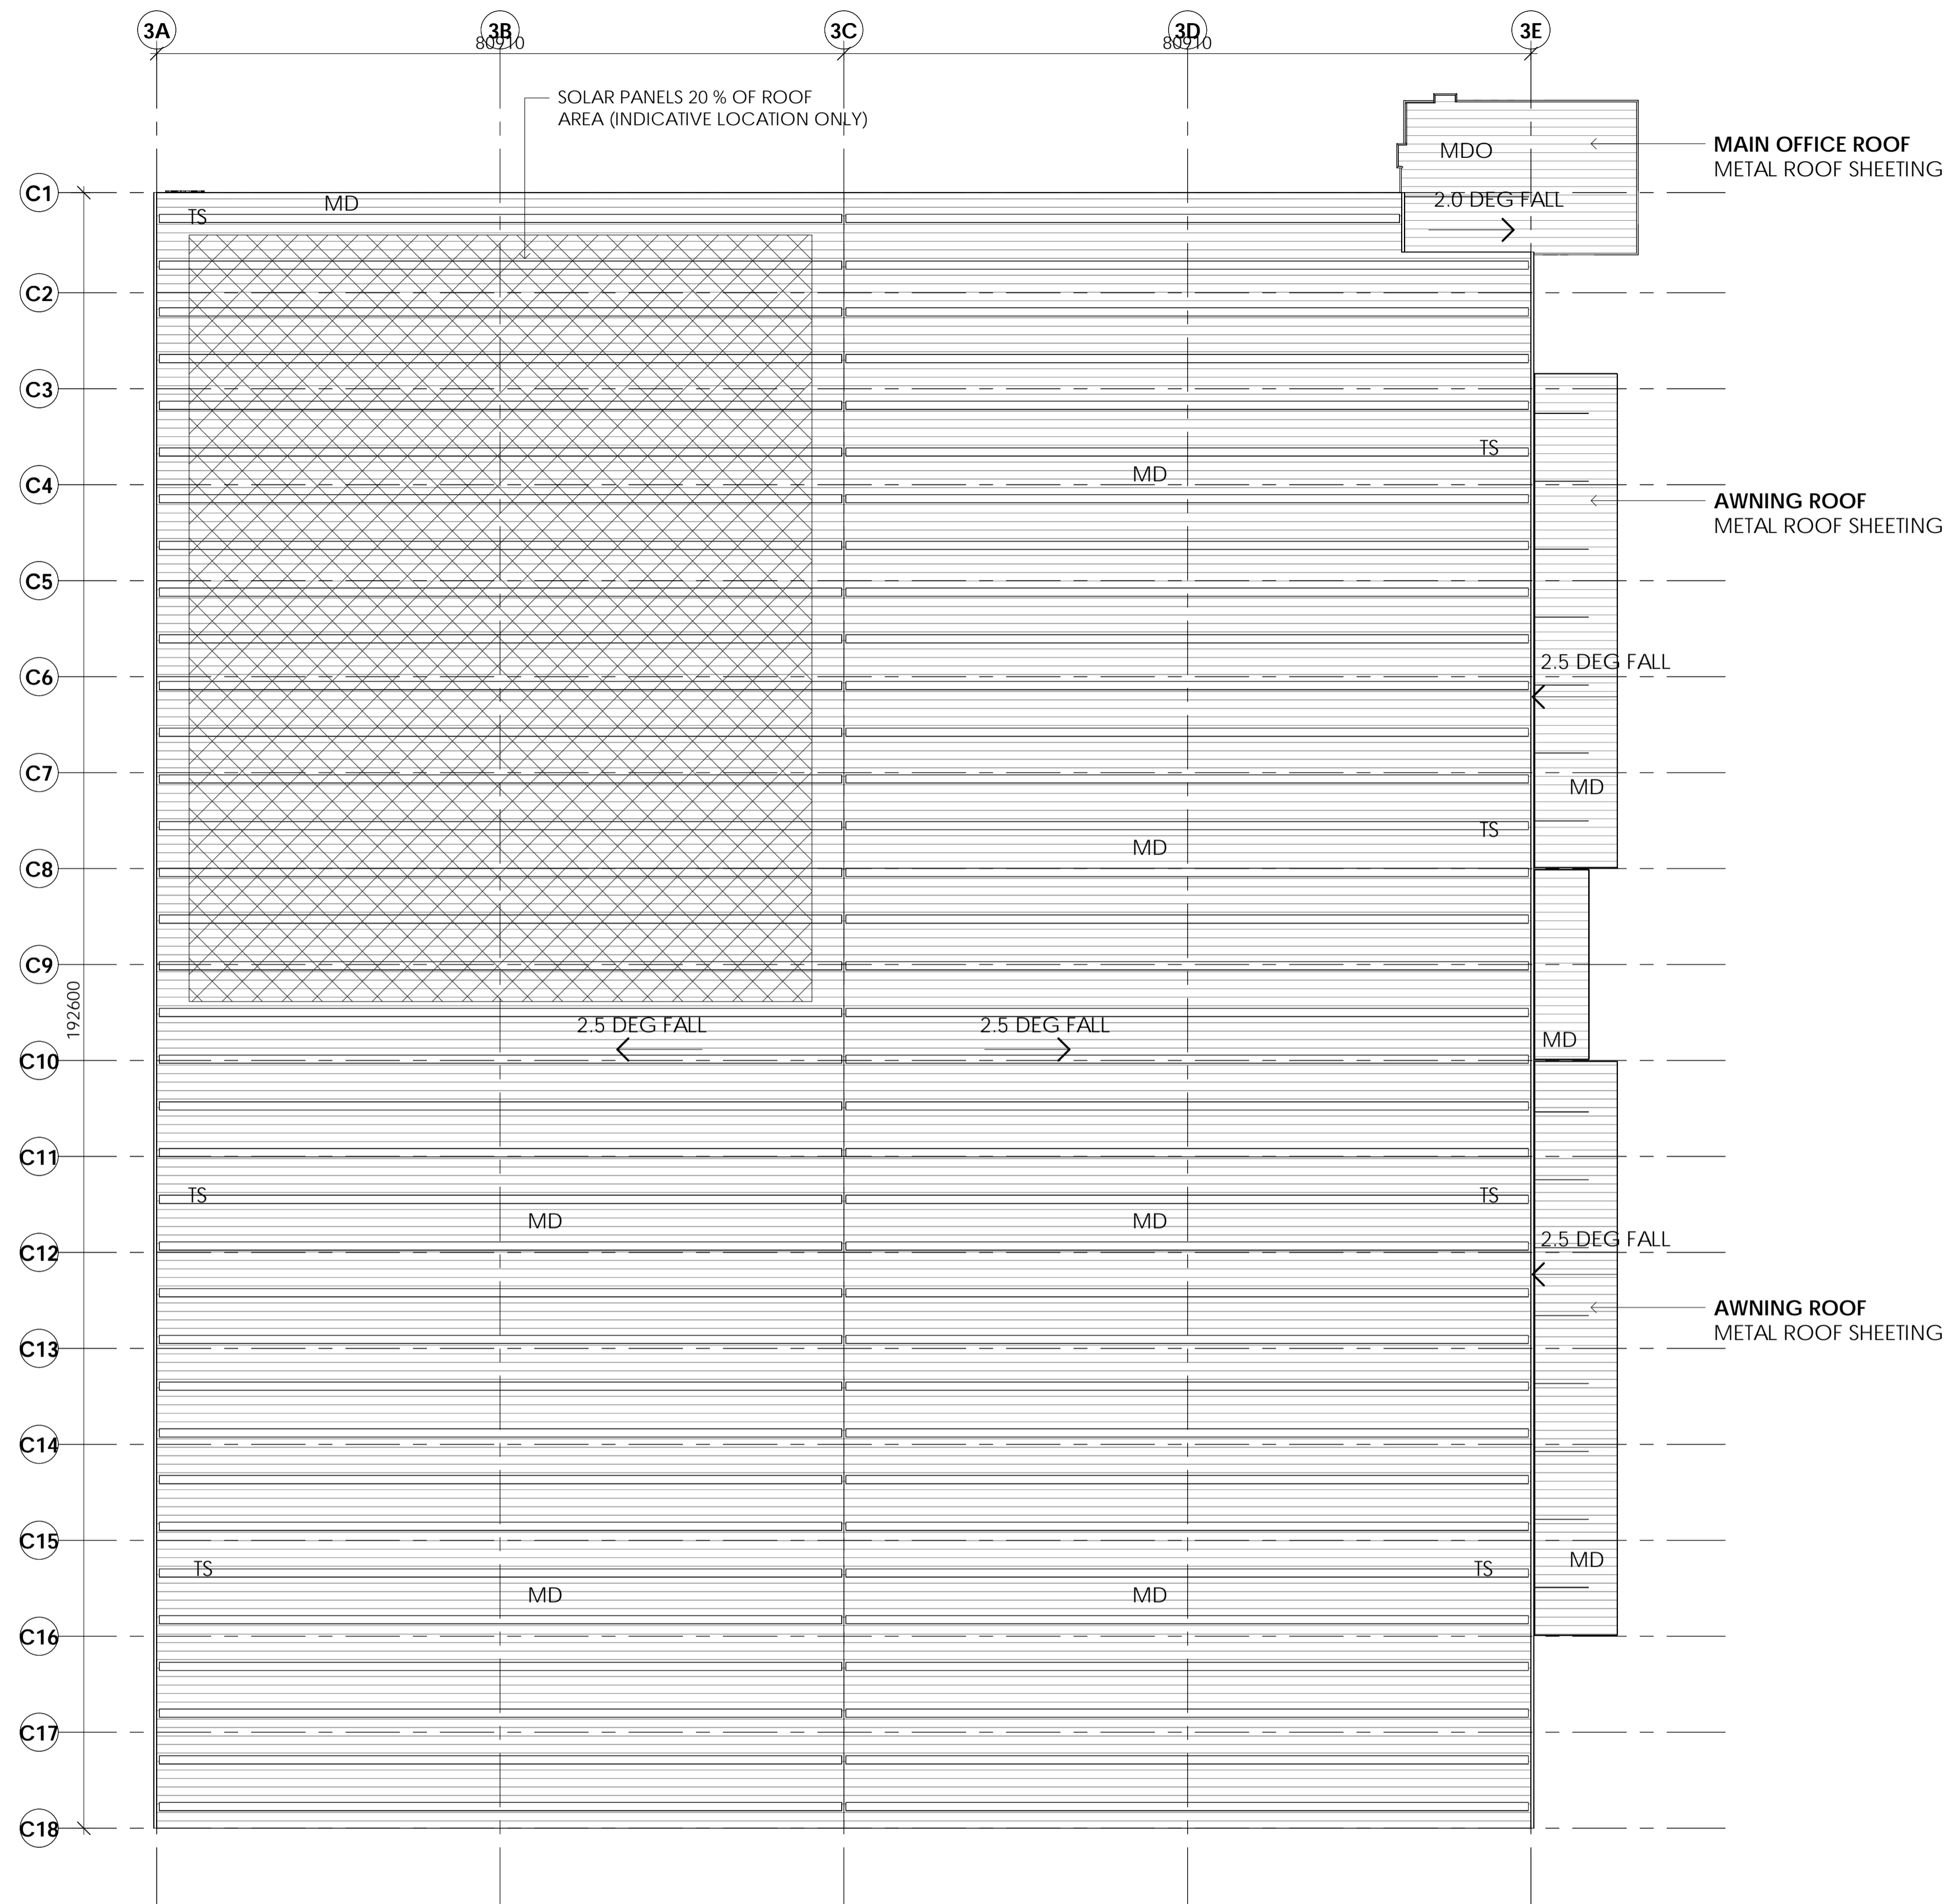 3A
3B
3C
3D
3E
80910
80910
SOLAR PANELS 20 % OF ROOF
AREA (INDICATIVE LOCATION ONLY)
MDO
MAIN OFFICE ROOF
METAL ROOF SHEETING
C1
MD
2.0 DEG FALL
TS
C2
C3
TS
MD
C4
AWNING ROOF
METAL ROOF SHEETING
C5
2.5 DEG FALL
C6
C7
MD
TS
MD
C8
C9
192600
2.5 DEG FALL
2.5 DEG FALL
MD
C10
C11
TS
TS
MD
MD
2.5 DEG FALL
C12
AWNING ROOF
METAL ROOF SHEETING
C13
C14
C15
MD
TS
TS
MD
MD
C16
C17
C18